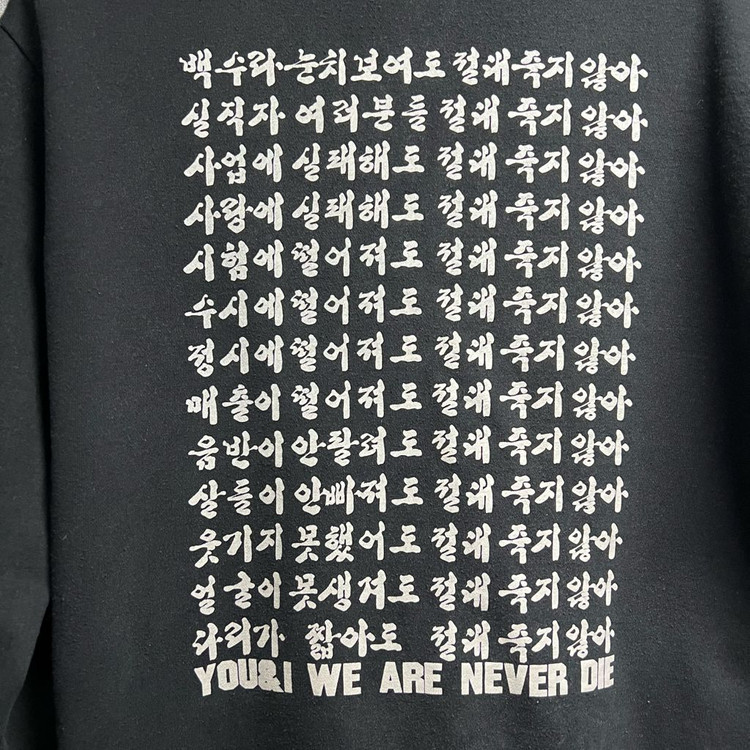 백수라 눈치보여도 절대 죽지 않아
실직자 여러분들 절대 죽지 않아
사업에 실패해도 절대 죽지 않아
사랑에 실패해도 절대 죽지 않아
시험에 떨어져도 절대 죽지 않아
수시에 떨어져도 절대 죽지 않아
정시에 떨어져도 절대 죽지 않아
매출이 떨어져도 절대 죽지 않아
음반이 안팔려도 절대 죽지 않아
살들이 안빠져도 절대 죽지 않아
웃기지 못했어도 절대 죽지 않아
얼굴이 못생겨도 절대 죽지 않아
다리가 짧아도 절대 죽지 않아
YOU&I WE ARE NEVER DIE